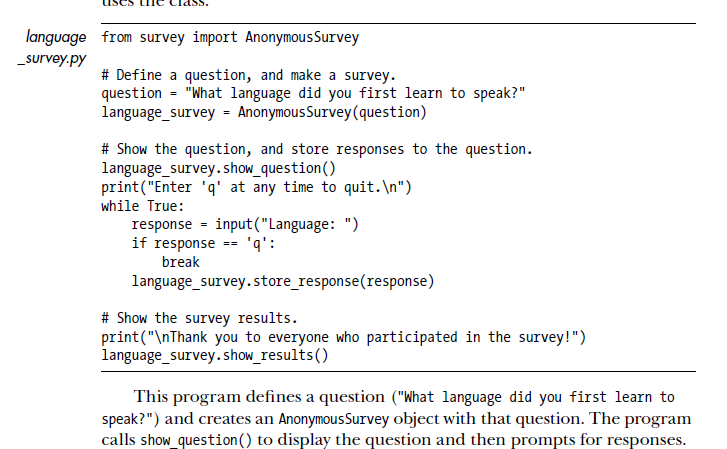 uses the class.
language
_survey.py
from survey import AnonymousSurvey
# Define a question, and make a survey.
question = "What language did you first learn to speak?"
language_survey = AnonymousSurvey(question)
# Show the question, and store responses to the question.
language_survey.show_question()
print("Enter 'q' at any time to quit.\n")
while True:
    response = input("Language: ")
    if response == 'q':
        break
    language_survey.store_response(response)
# Show the survey results.
print("\nThank you to everyone who participated in the survey!")
language_survey.show_results()
This program defines a question ("What language did you first learn to
speak?") and creates an AnonymousSurvey object with that question. The program
calls show_question() to display the question and then prompts for responses.